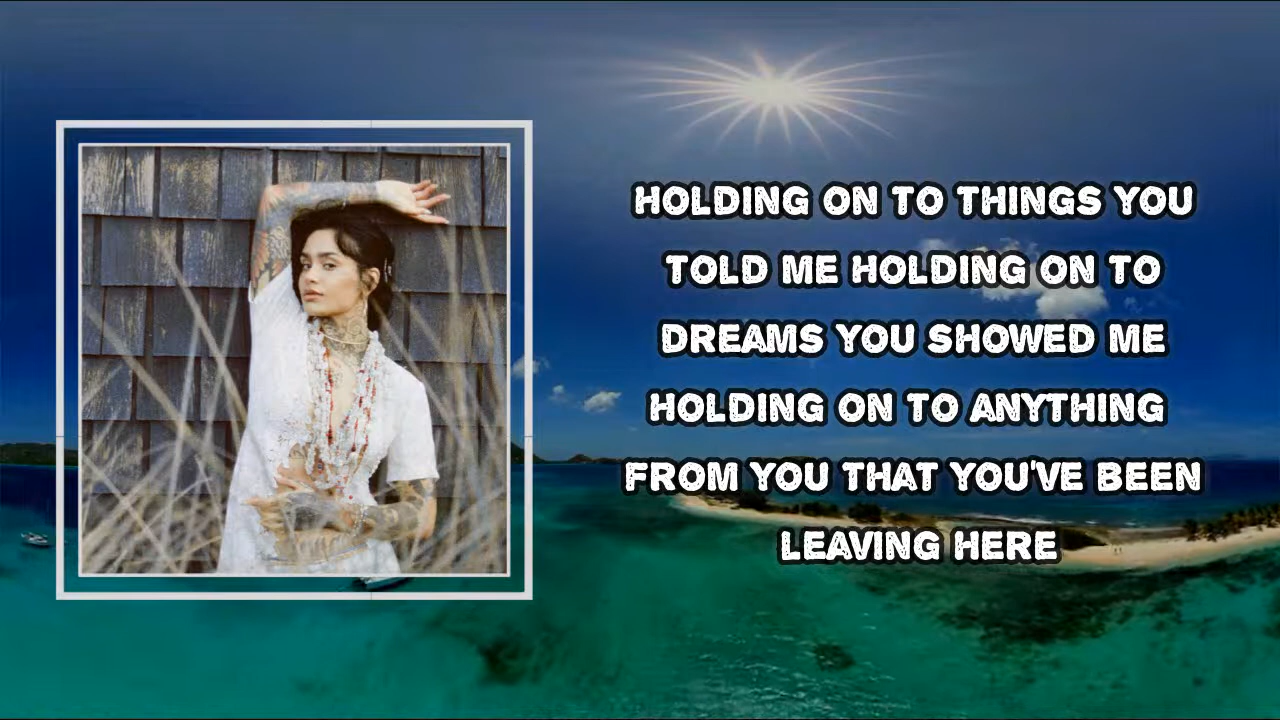 HOLDING ON TO THINGS YOU
TOLD ME HOLDING ON TO
DREAMS YOU SHOWED ME
HOLDING ON TO ANYTHING
FROM YOU THAT YOU'VE BEEN
LEAVING HERE